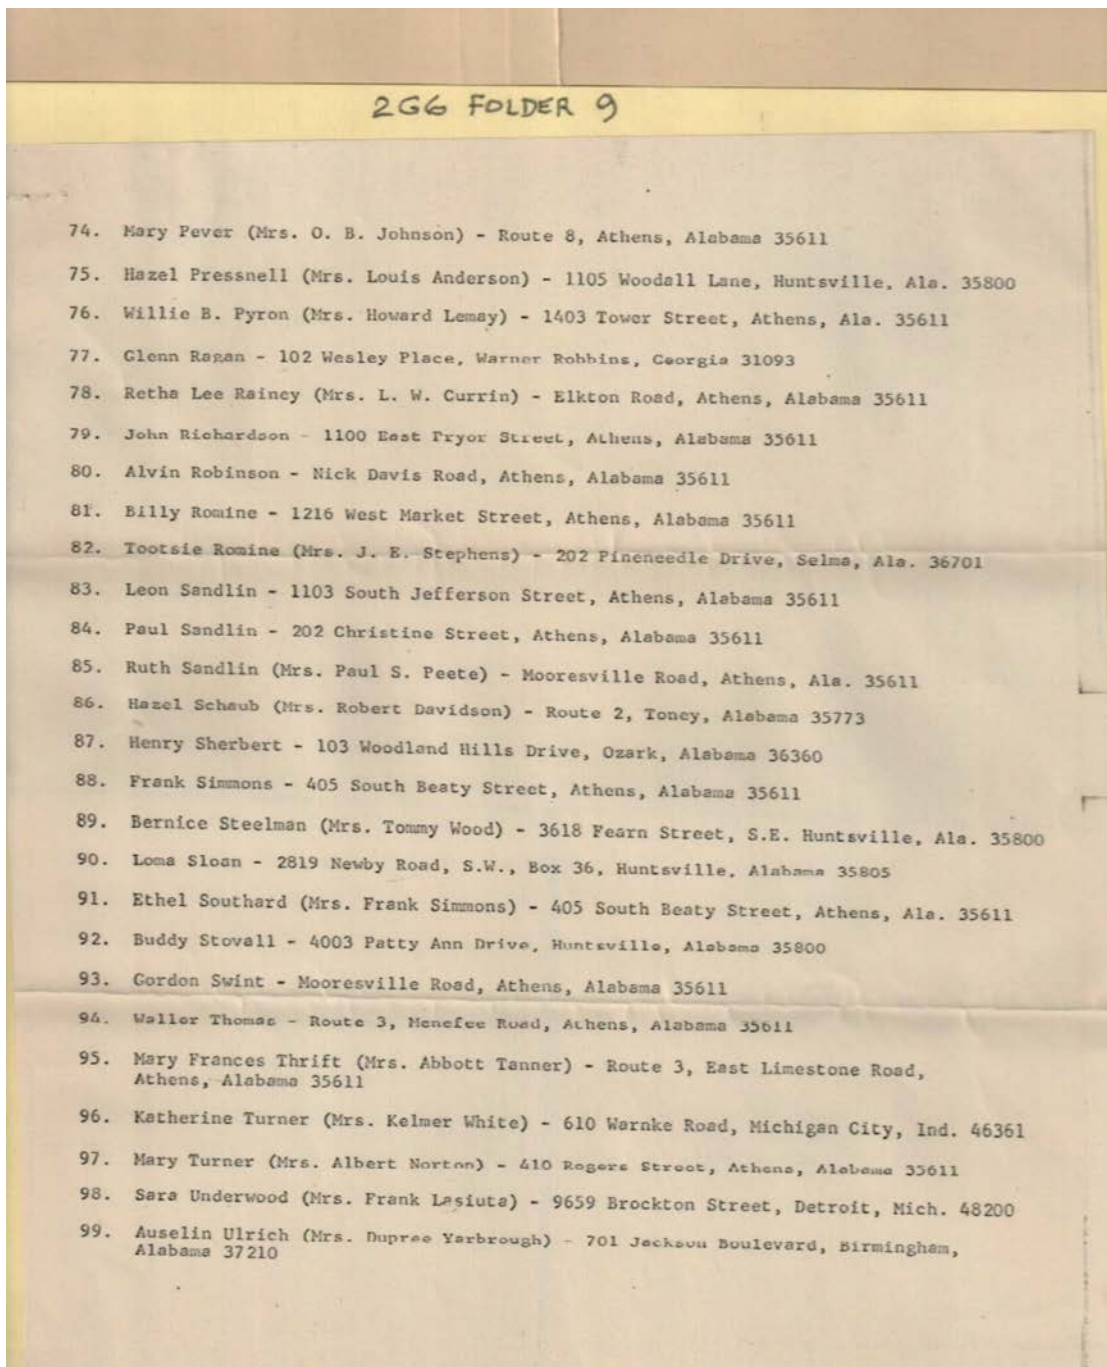 2G6 FOLDER 9
74. Mary Pever (Mrs. O. B. Johnson) - Route 8, Athens, Alabama 35611
75. Hazel Pressnell (Mrs. Louis Anderson) - 1105 Woodall Lane, Huntsville, Ala. 35800
76. Willie B. Pyron (Mrs. Howard Lemay) - 1403 Tower Street, Athens, Ala. 35611
77. Glenn Ragan - 102 Wesley Place, Warner Robbins, Georgia 31093
78. Retha Lee Rainey (Mrs. L. W. Currin) - Elkton Road, Athens, Alabama 35611
79. John Richardson - 1100 East Pryor Street, Athens, Alabama 35611
80. Alvin Robinson - Nick Davis Road, Athens, Alabama 35611
81. Billy Romine - 1216 West Market Street, Athens, Alabama 35611
82. Tootsie Romine (Mrs. J. E. Stephens) - 202 Pineneedle Drive, Selma, Ala. 36701
83. Leon Sandlin - 1103 South Jefferson Street, Athens, Alabama 35611
84. Paul Sandlin - 202 Christine Street, Athens, Alabama 35611
85. Ruth Sandlin (Mrs. Paul S. Peete) - Mooresville Road, Athens, Ala. 35611
86. Hazel Schaub (Mrs. Robert Davidson) - Route 2, Toney, Alabama 35773
87. Henry Sherbert - 103 Woodland Hills Drive, Ozark, Alabama 36360
88. Frank Simmons - 405 South Beaty Street, Athens, Alabama 35611
89. Bernice Steelman (Mrs. Tommy Wood) - 3618 Fearn Street, S.E. Huntsville, Ala. 35800
90. Loma Sloan - 2819 Newby Road, S.W., Box 36, Huntsville, Alabama 35805
91. Ethel Southard (Mrs. Frank Simmons) - 405 South Beaty Street, Athens, Ala. 35611
92. Buddy Stovall - 4003 Patty Ann Drive, Huntsville, Alabama 35800
93. Gordon Swint - Mooresville Road, Athens, Alabama 35611
94. Waller Thomas - Route 3, Menefee Road, Athens, Alabama 35611
95. Mary Frances Thrift (Mrs. Abbott Tanner) - Route 3, East Limestone Road,
Athens, Alabama 35611
96. Katherine Turner (Mrs. Kelmer White) - 610 Warnke Road, Michigan City, Ind. 46361
97. Mary Turner (Mrs. Albert Norton) - 410 Rogers Street, Athens, Alabama 35611
98. Sara Underwood (Mrs. Frank Lasiuta) - 9659 Brockton Street, Detroit, Mich. 48200
99. Auselin Ulrich (Mrs. Dupree Yarbrough) - 701 Jackson Boulevard, Birmingham,
Alabama 37210